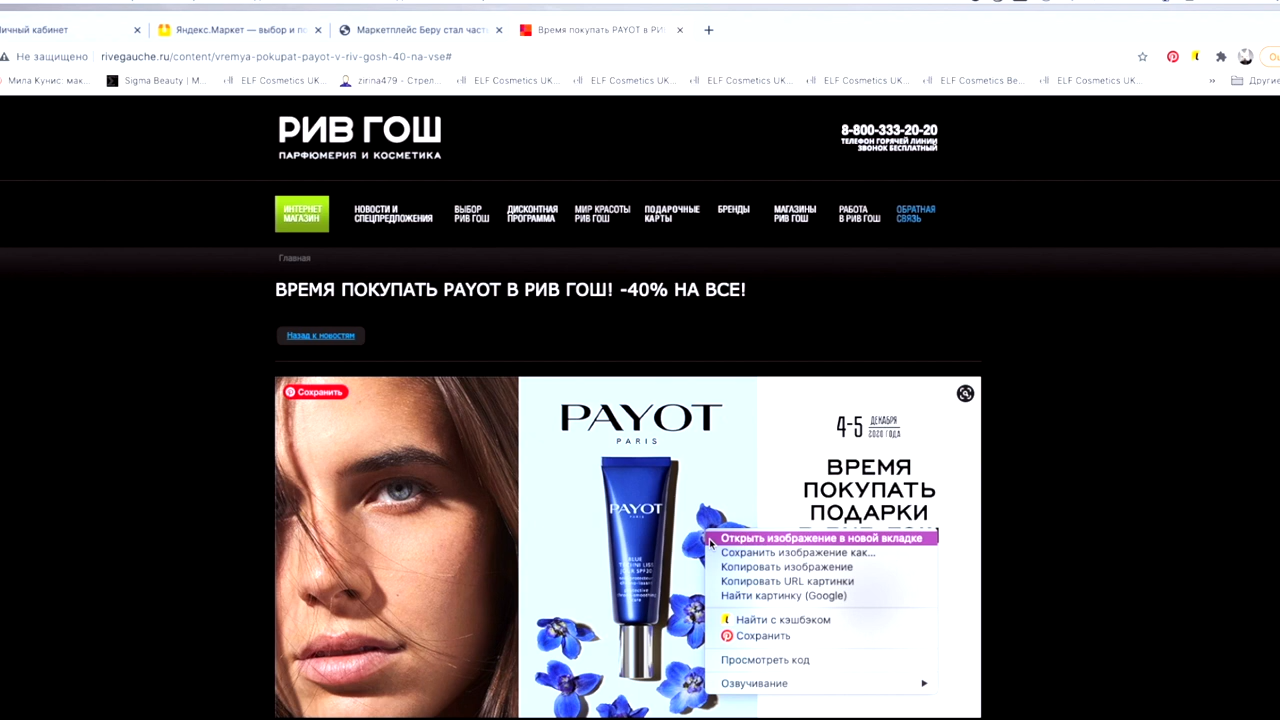 Личный кабинет
Яндекс.Маркет — выбор и по
Маркетплейс Беру стал част
Время покупать PAYOT в РИ
Не защищено
rivegauche.ru/content/vremya-pokupat-payot-v-riv-gosh-40-na-vse#
Мила Кунис: мак...
Sigma Beauty | M...
ELF Cosmetics UK...
zirina479 - Стрел...
ELF Cosmetics UK...
ELF Cosmetics UK...
ELF Cosmetics UK...
ELF Cosmetics UK...
ELF Cosmetics Be...
ELF Cosmetics UK...
Другие
РИВ ГОШ
ПАРФЮМЕРИЯ И КОСМЕТИКА
8-800-333-20-20
ТЕЛЕФОН ГОРЯЧЕЙ ЛИНИИ
ЗВОНОК БЕСПЛАТНЫЙ
ИНТЕРНЕТ МАГАЗИН
НОВОСТИ И СПЕЦПРЕДЛОЖЕНИЯ
ВЫБОР РИВ ГОШ
ДИСКОНТНАЯ ПРОГРАММА
МИР КРАСОТЫ РИВ ГОШ
ПОДАРОЧНЫЕ КАРТЫ
БРЕНДЫ
МАГАЗИНЫ РИВ ГОШ
РАБОТА В РИВ ГОШ
ОБРАТНАЯ СВЯЗЬ
Главная
ВРЕМЯ ПОКУПАТЬ PAYOT В РИВ ГОШ! -40% НА ВСЕ!
Назад к новостям
Сохранить
PAYOT
PARIS
PAYOT
PARIS
4-5 ДЕКАБРЯ
2020 ГОДА
ВРЕМЯ
ПОКУПАТЬ
ПОДАРКИ
Открыть изображение в новой вкладке
Сохранить изображение как...
Копировать изображение
Копировать URL картинки
Найти картинку (Google)
Найти с кэшбэком
Сохранить
Просмотреть код
Озвучивание